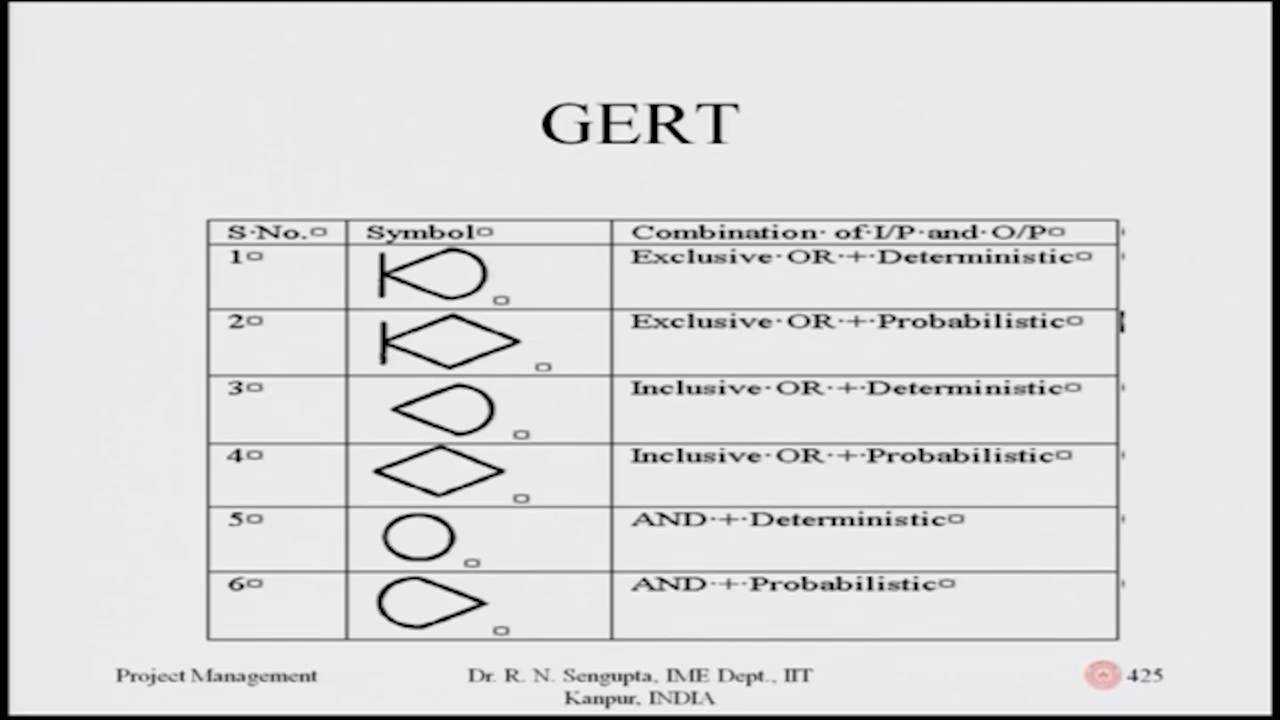 GERT
S.No. Symbol Combination of I/P and O/P
1 Exclusive OR + Deterministic
2 Exclusive OR + Probabilistic
3 Inclusive OR + Deterministic
4 Inclusive OR + Probabilistic
5 AND + Deterministic
6 AND + Probabilistic
Project Management Dr. R. N. Sengupta, IME Dept., IIT 425
Kanpur, INDIA